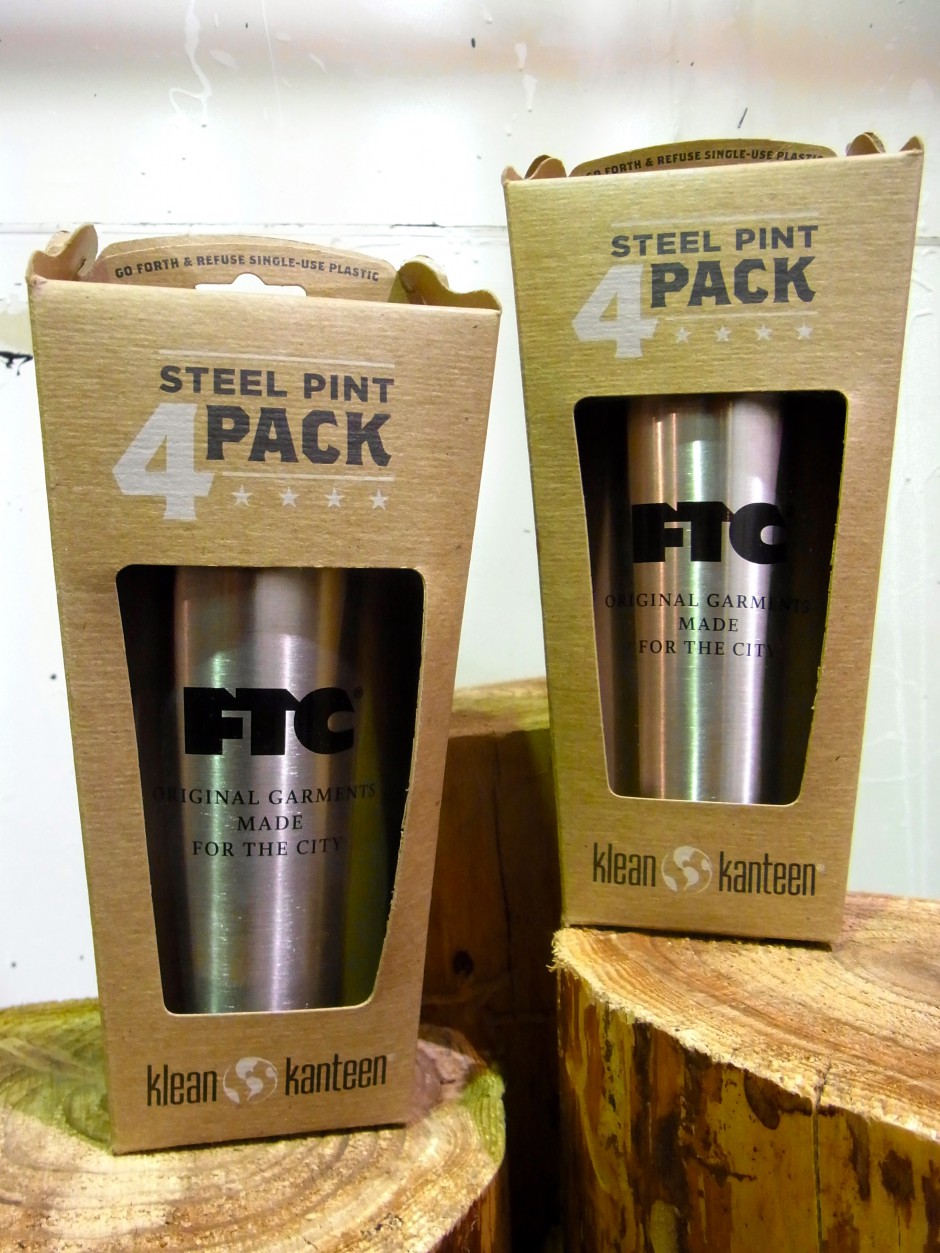 GO FORTH & REFUSE SINGLE-USE PLASTIC
STEEL PINT
4 PACK
FTC®
ORIGINAL GARMENTS
MADE
FOR THE CITY
klean kanteen®
GO FORTH & REFUSE SINGLE-USE PLASTIC
STEEL PINT
4 PACK
FTC
ORIGINAL GARMENTS
MADE
FOR THE CITY
klean kanteen®